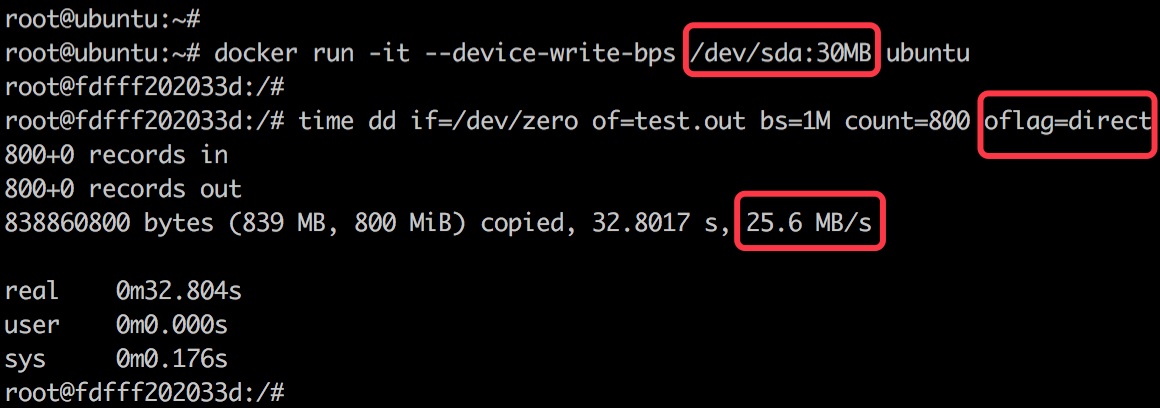 root@ubuntu:~#
root@ubuntu:~# docker run -it --device-write-bps /dev/sda:30MB ubuntu
root@fdfff202033d:/#
root@fdfff202033d:/# time dd if=/dev/zero of=test.out bs=1M count=800 oflag=direct
800+0 records in
800+0 records out
838860800 bytes (839 MB, 800 MiB) copied, 32.8017 s, 25.6 MB/s
real    0m32.804s
user    0m0.000s
sys     0m0.176s
root@fdfff202033d:/#